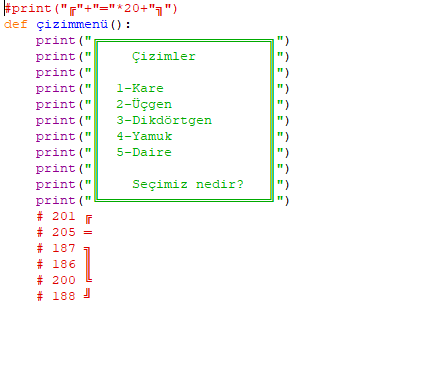 #print("╔"+"═"*20+"╗")
def çizimmenü():
    print("╔══════════════════════╗")
    print("║    Çizimler          ║")
    print("║                      ║")
    print("║  1-Kare              ║")
    print("║  2-Üçgen             ║")
    print("║  3-Dikdörtgen        ║")
    print("║  4-Yamuk             ║")
    print("║  5-Daire             ║")
    print("║                      ║")
    print("║    Seçimiz nedir?    ║")
    print("╚══════════════════════╝")
    # 201 ╔
    # 205 ═
    # 187 ╗
    # 186 ║
    # 200 ╚
    # 188 ╝